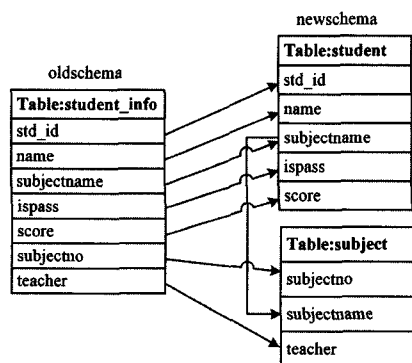 oldschema
Table:student_info
std_id
name
subjectname
ispass
score
subjectno
teacher
newschema
Table:student
std_id
name
subjectname
ispass
score
Table:subject
subjectno
subjectname
teacher